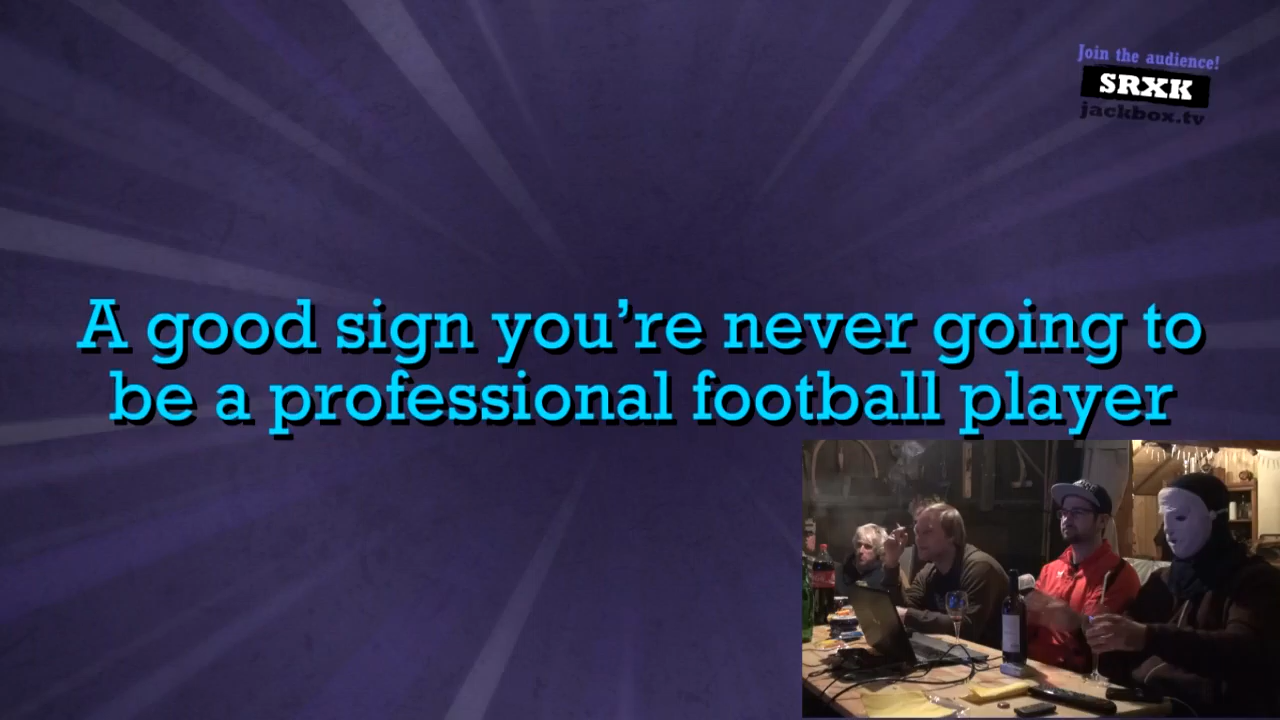 Join the audience!
SRXK
jackbox.tv
A good sign you’re never going to
be a professional football player